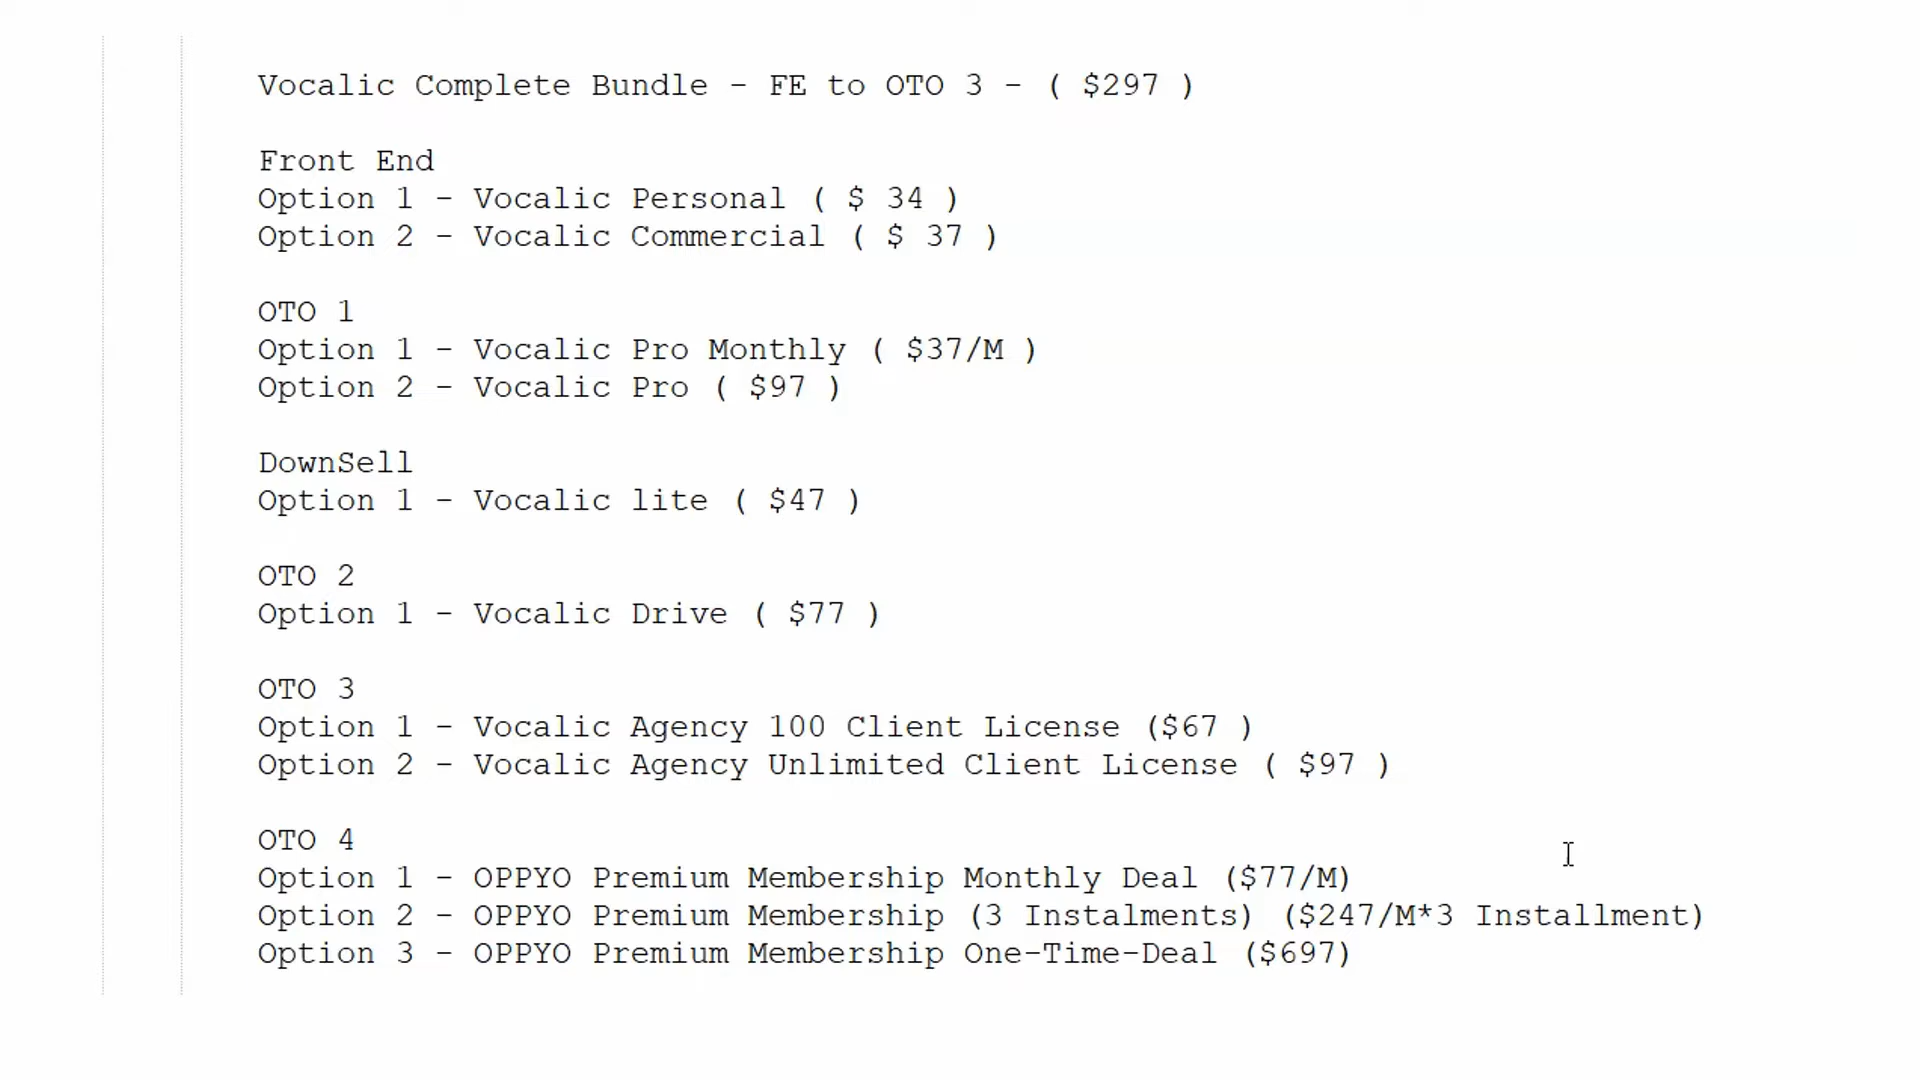 Vocalic Complete Bundle - FE to OTO 3 - ( $297 )
Front End
Option 1 - Vocalic Personal ( $ 34 )
Option 2 - Vocalic Commercial ( $ 37 )
OTO 1
Option 1 - Vocalic Pro Monthly ( $37/M )
Option 2 - Vocalic Pro ( $97 )
DownSell
Option 1 - Vocalic lite ( $47 )
OTO 2
Option 1 - Vocalic Drive ( $77 )
OTO 3
Option 1 - Vocalic Agency 100 Client License ($67 )
Option 2 - Vocalic Agency Unlimited Client License ( $97 )
OTO 4
Option 1 - OPPYO Premium Membership Monthly Deal ($77/M)
Option 2 - OPPYO Premium Membership (3 Instalments) ($247/M*3 Installment)
Option 3 - OPPYO Premium Membership One-Time-Deal ($697)